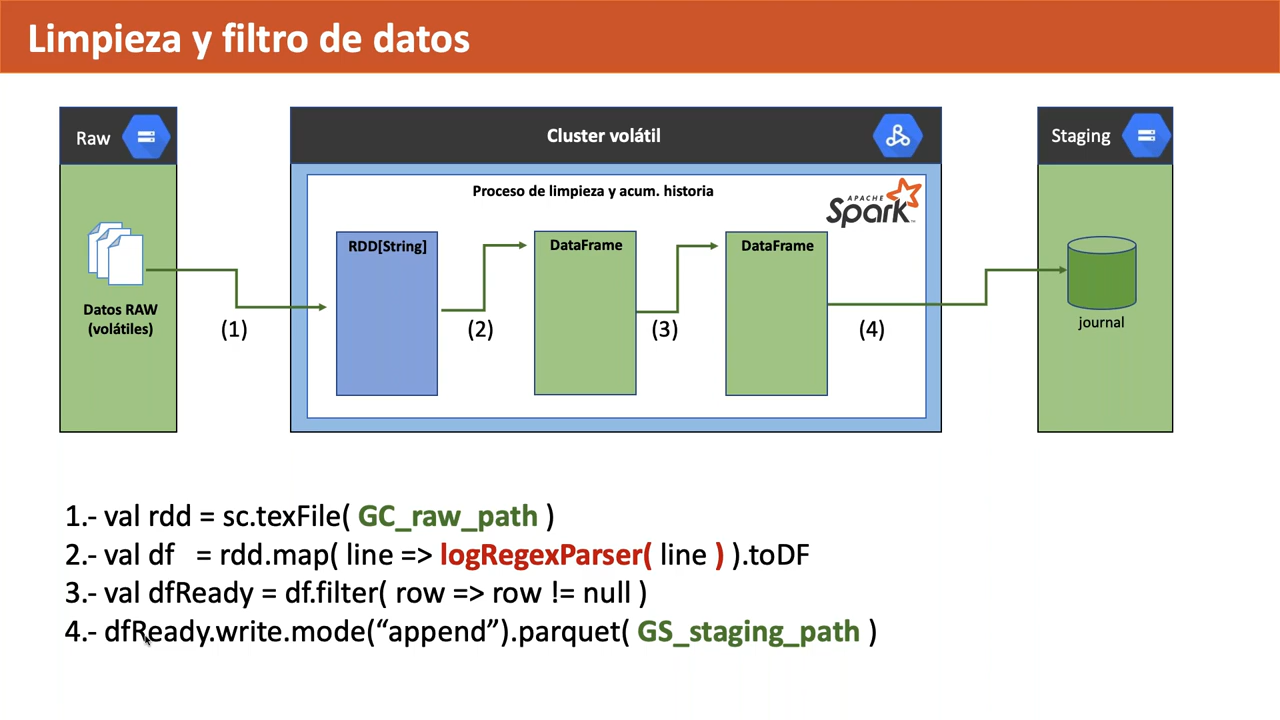 Limpieza y filtro de datos
Raw
Cluster volátil
Staging
Proceso de limpieza y acum. historia
APACHE
Spark™
RDD[String]
DataFrame
DataFrame
Datos RAW
(volátiles)
(1)
(2)
(3)
(4)
journal
1.- val rdd = sc.texFile( GC_raw_path )
2.- val df = rdd.map( line => logRegexParser( line ) ).toDF
3.- val dfReady = df.filter( row => row != null )
4.- dfReady.write.mode(“append”).parquet( GS_staging_path )